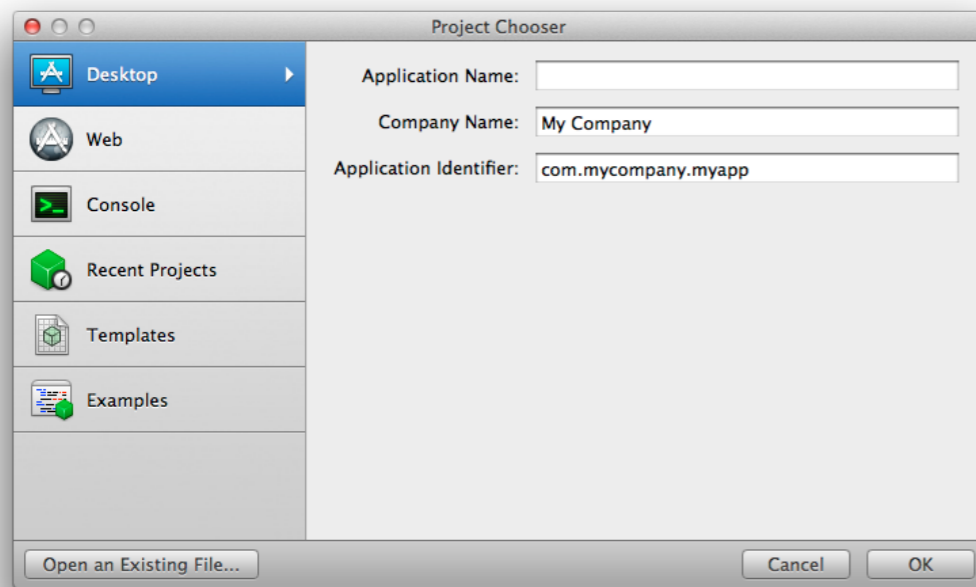 Project Chooser
Desktop
Web
Console
Recent Projects
Templates
Examples
Application Name:
Company Name: My Company
Application Identifier: com.mycompany.myapp
Open an Existing File... Cancel OK